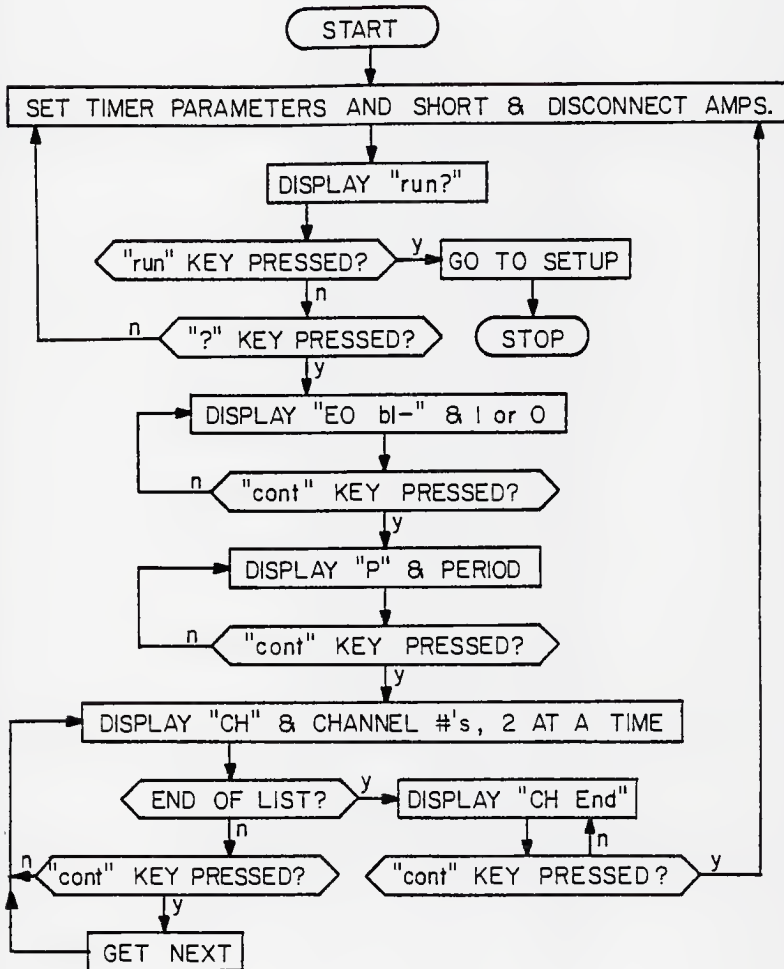 START
SET TIMER PARAMETERS AND SHORT & DISCONNECT AMPS.
DISPLAY "run?"
"run" KEY PRESSED?
y
GO TO SETUP
n
STOP
n
"?" KEY PRESSED?
y
DISPLAY "EO bl-" & 1 or 0
n
"cont" KEY PRESSED?
y
DISPLAY "P" & PERIOD
n
"cont" KEY PRESSED?
y
DISPLAY "CH" & CHANNEL #'s, 2 AT A TIME
END OF LIST?
y
DISPLAY "CH End"
n
n
n
"cont" KEY PRESSED?
"cont" KEY PRESSED?
y
y
GET NEXT